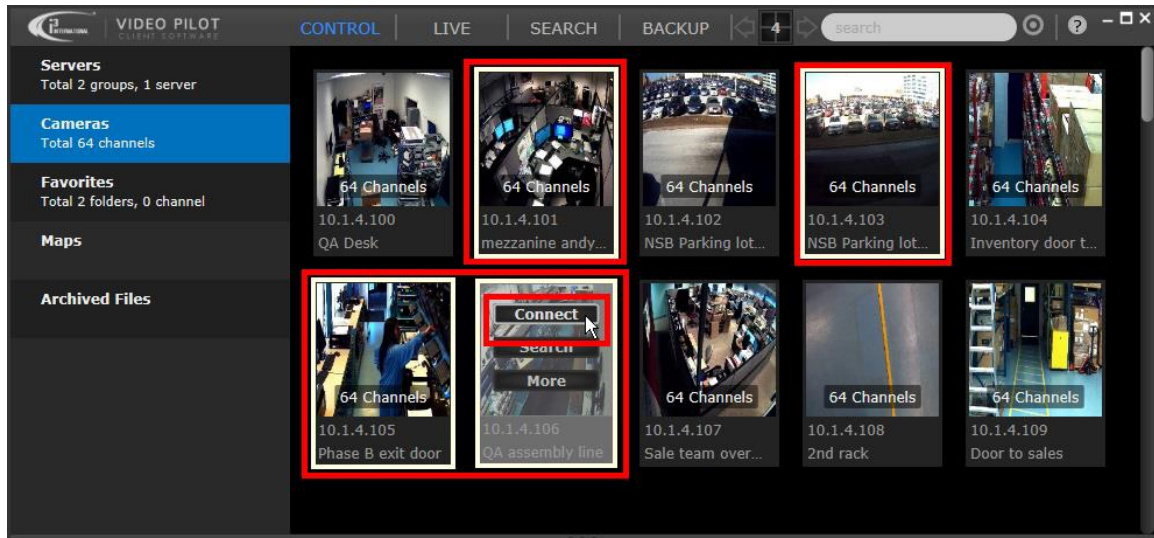 i3 INTERNATIONAL VIDEO PILOT
CLIENT SOFTWARE
CONTROL LIVE SEARCH BACKUP 4 search ?
Servers
Total 2 groups, 1 server
Cameras
Total 64 channels
Favorites
Total 2 folders, 0 channel
Maps
Archived Files
64 Channels 64 Channels 64 Channels 64 Channels 64 Channels
10.1.4.100 10.1.4.101 10.1.4.102 10.1.4.103 10.1.4.104
QA Desk mezzanine andy... NSB Parking lot... NSB Parking lot... Inventory door t...
Connect
Search
More
64 Channels 64 Channels 64 Channels 64 Channels
10.1.4.105 10.1.4.106 10.1.4.107 10.1.4.108 10.1.4.109
Phase B exit door QA assembly line Sale team over... 2nd rack Door to sales